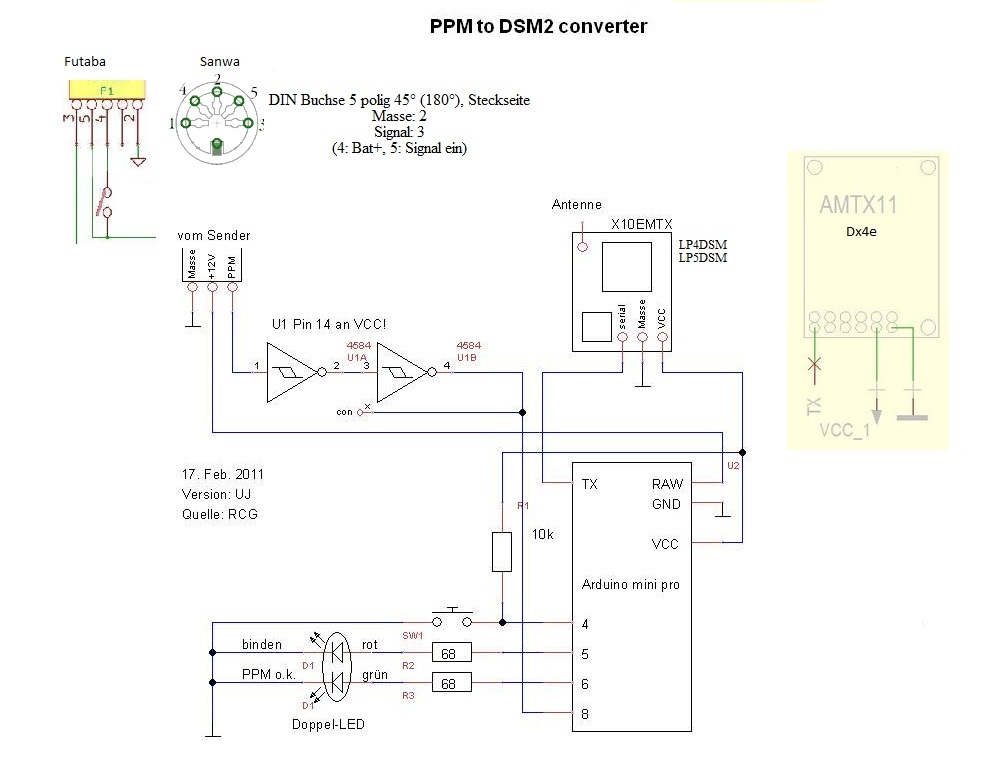 PPM to DSM2 converter
Futaba
Sanwa
F1
3
5
4
2
2
4
5
1
3
DIN Buchse 5 polig 45° (180°), Steckseite
Masse: 2
Signal: 3
(4: Bat+, 5: Signal ein)
vom Sender
Masse
+12V
PPM
U1 Pin 14 an VCC!
4584
U1A
4584
U1B
1
2
3
4
con
x
Antenne
X10EMTX
LP4DSM
LP5DSM
serial
Masse
VCC
AMTX11
Dx4e
TX
VCC_1
17. Feb. 2011
Version: UJ
Quelle: RCG
U2
TX
RAW
GND
VCC
R1
10k
Arduino mini pro
4
5
6
8
SW1
binden
rot
D1
R2
68
PPM o.k.
grün
D1
R3
68
Doppel-LED